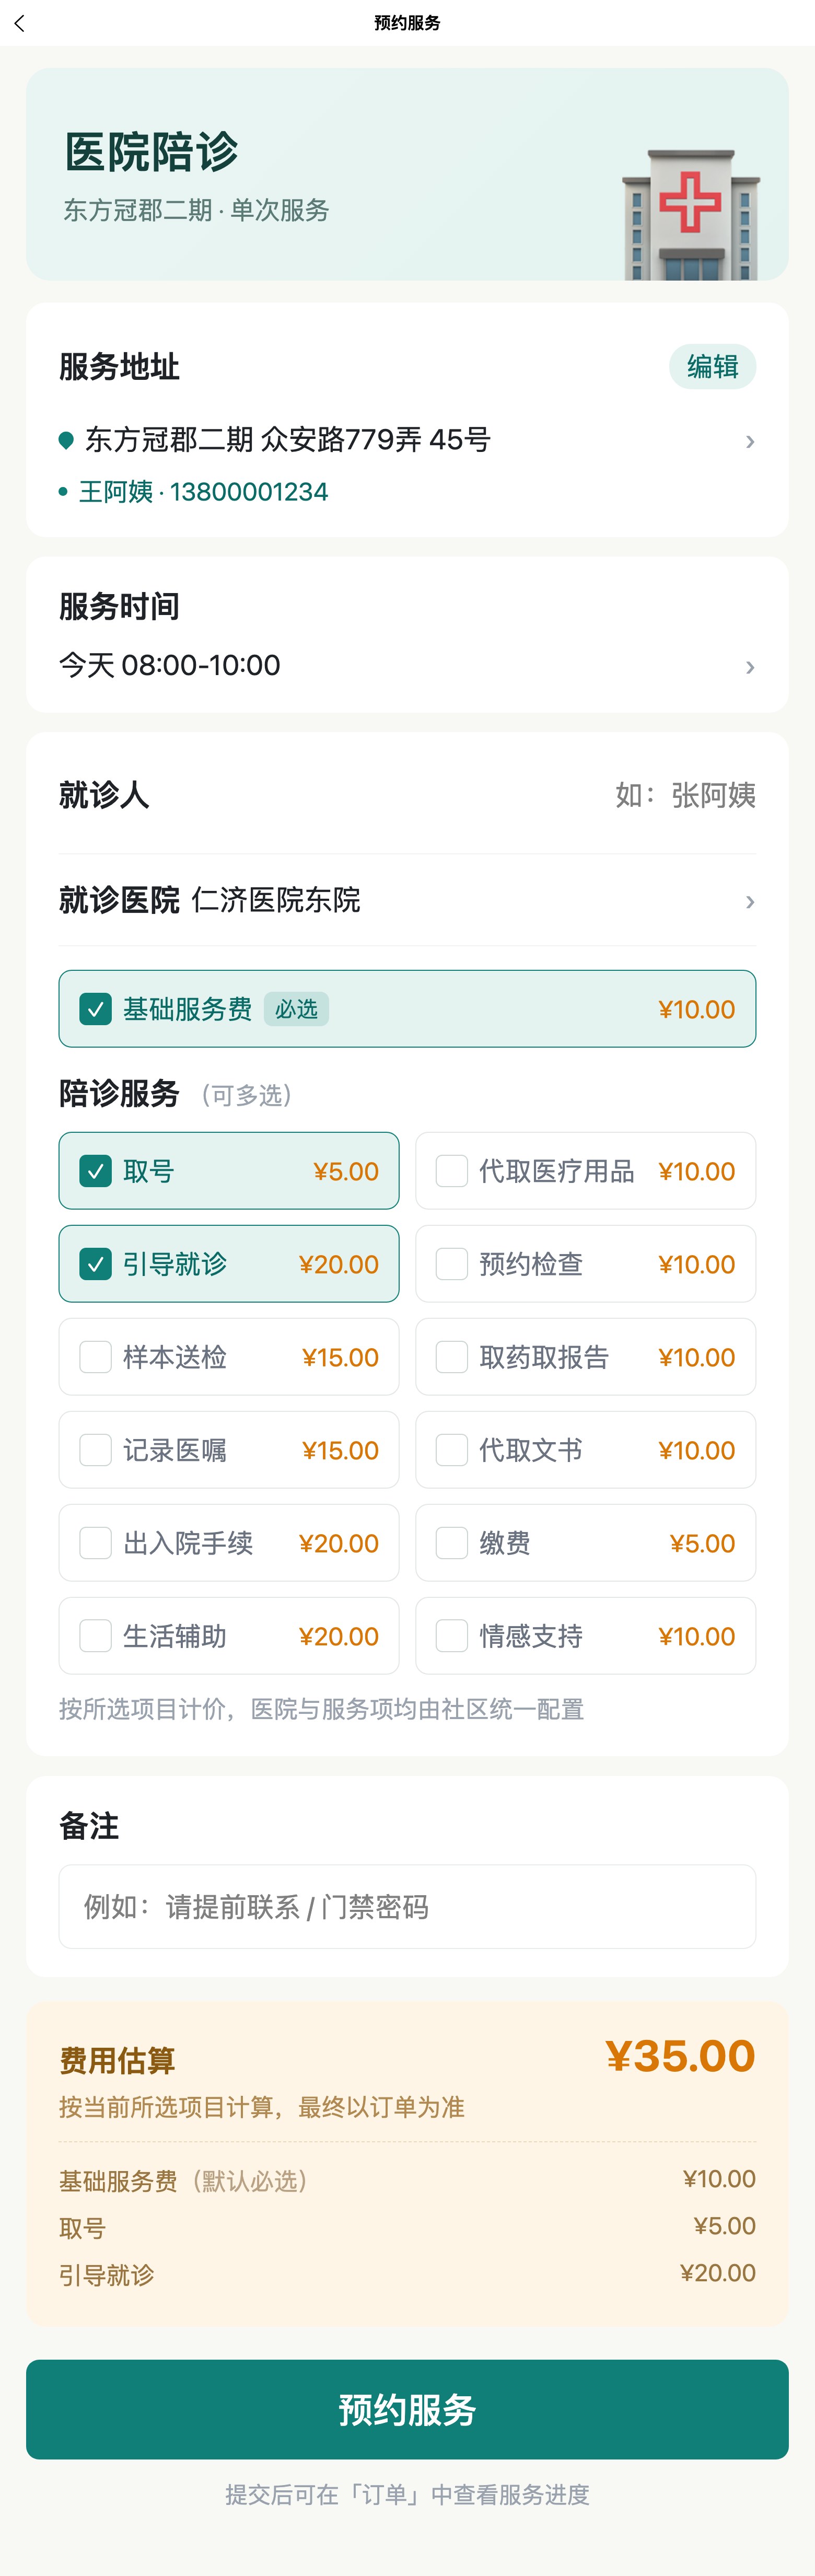 预约服务
医院陪诊
东方冠郡二期 · 单次服务
服务地址 编辑
东方冠郡二期 众安路779弄 45号
王阿姨 · 13800001234
服务时间
今天 08:00-10:00
就诊人 如：张阿姨
就诊医院 仁济医院东院
基础服务费 必选 ¥10.00
陪诊服务 （可多选）
取号 ¥5.00 代取医疗用品 ¥10.00
引导就诊 ¥20.00 预约检查 ¥10.00
样本送检 ¥15.00 取药取报告 ¥10.00
记录医嘱 ¥15.00 代取文书 ¥10.00
出入院手续 ¥20.00 缴费 ¥5.00
生活辅助 ¥20.00 情感支持 ¥10.00
按所选项目计价，医院与服务项均由社区统一配置
备注
例如：请提前联系 / 门禁密码
费用估算 ¥35.00
按当前所选项目计算，最终以订单为准
基础服务费（默认必选） ¥10.00
取号 ¥5.00
引导就诊 ¥20.00
预约服务
提交后可在「订单」中查看服务进度